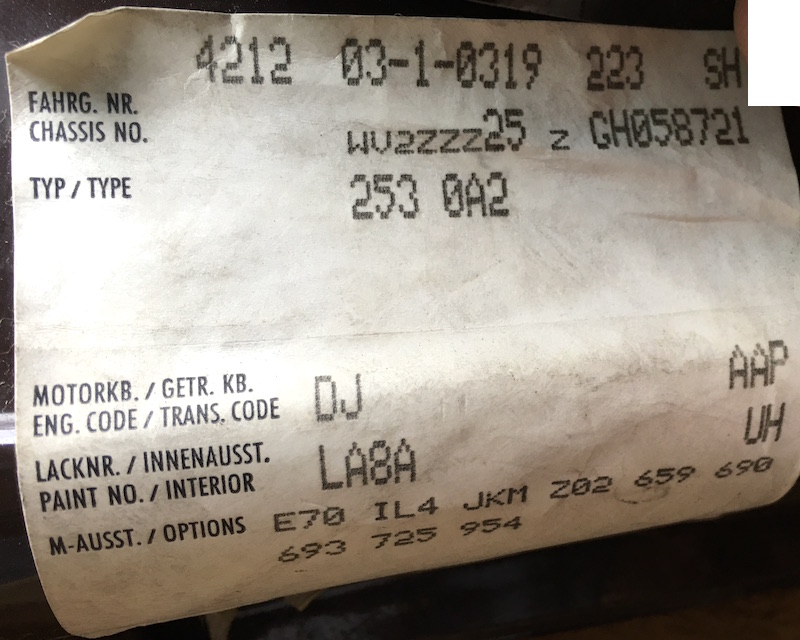 4212 03-1-0319 223 SH
FAHRG. NR.
CHASSIS NO. WV2ZZZ25 Z GH058721
TYP / TYPE 253 0A2
MOTORKB. / GETR. KB.
ENG. CODE / TRANS. CODE DJ AAP
LACKNR. / INNENAUSST.
PAINT NO. / INTERIOR LA8A UH
M-AUSST. / OPTIONS E70 IL4 JKM Z02 659 690
693 725 954